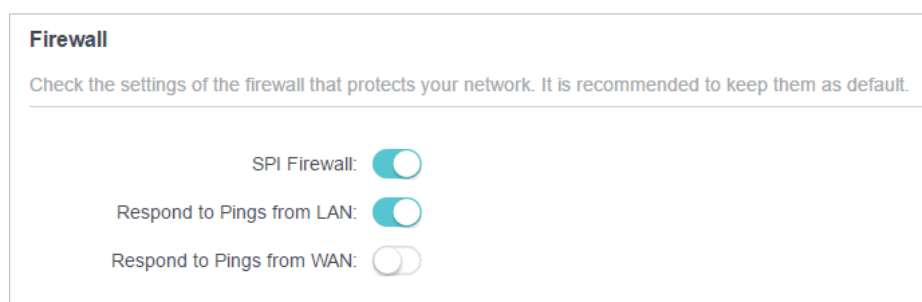 Firewall
Check the settings of the firewall that protects your network. It is recommended to keep them as default.
SPI Firewall:
Respond to Pings from LAN:
Respond to Pings from WAN: